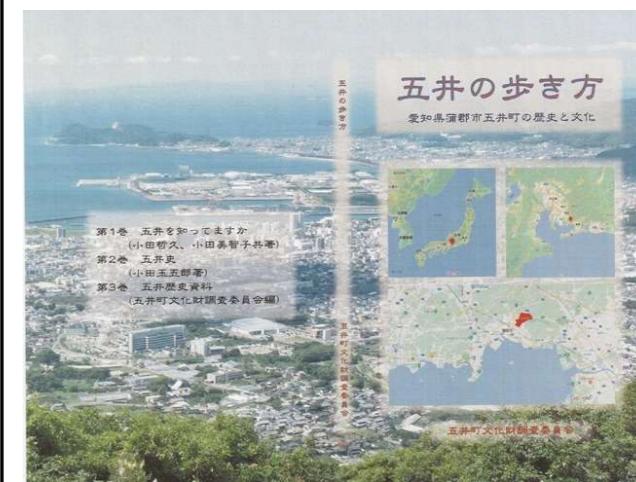 五井の歩き方
愛知県蒲郡市五井町の歴史と文化
五井町文化財調査委員会
五井の歩き方
五井町文化財調査委員会
第1巻 五井を知ってますか
(小田哲久、小田美智子共著)
第2巻 五井史
(小田玉五郎著)
第3巻 五井歴史資料
(五井町文化財調査委員会編)